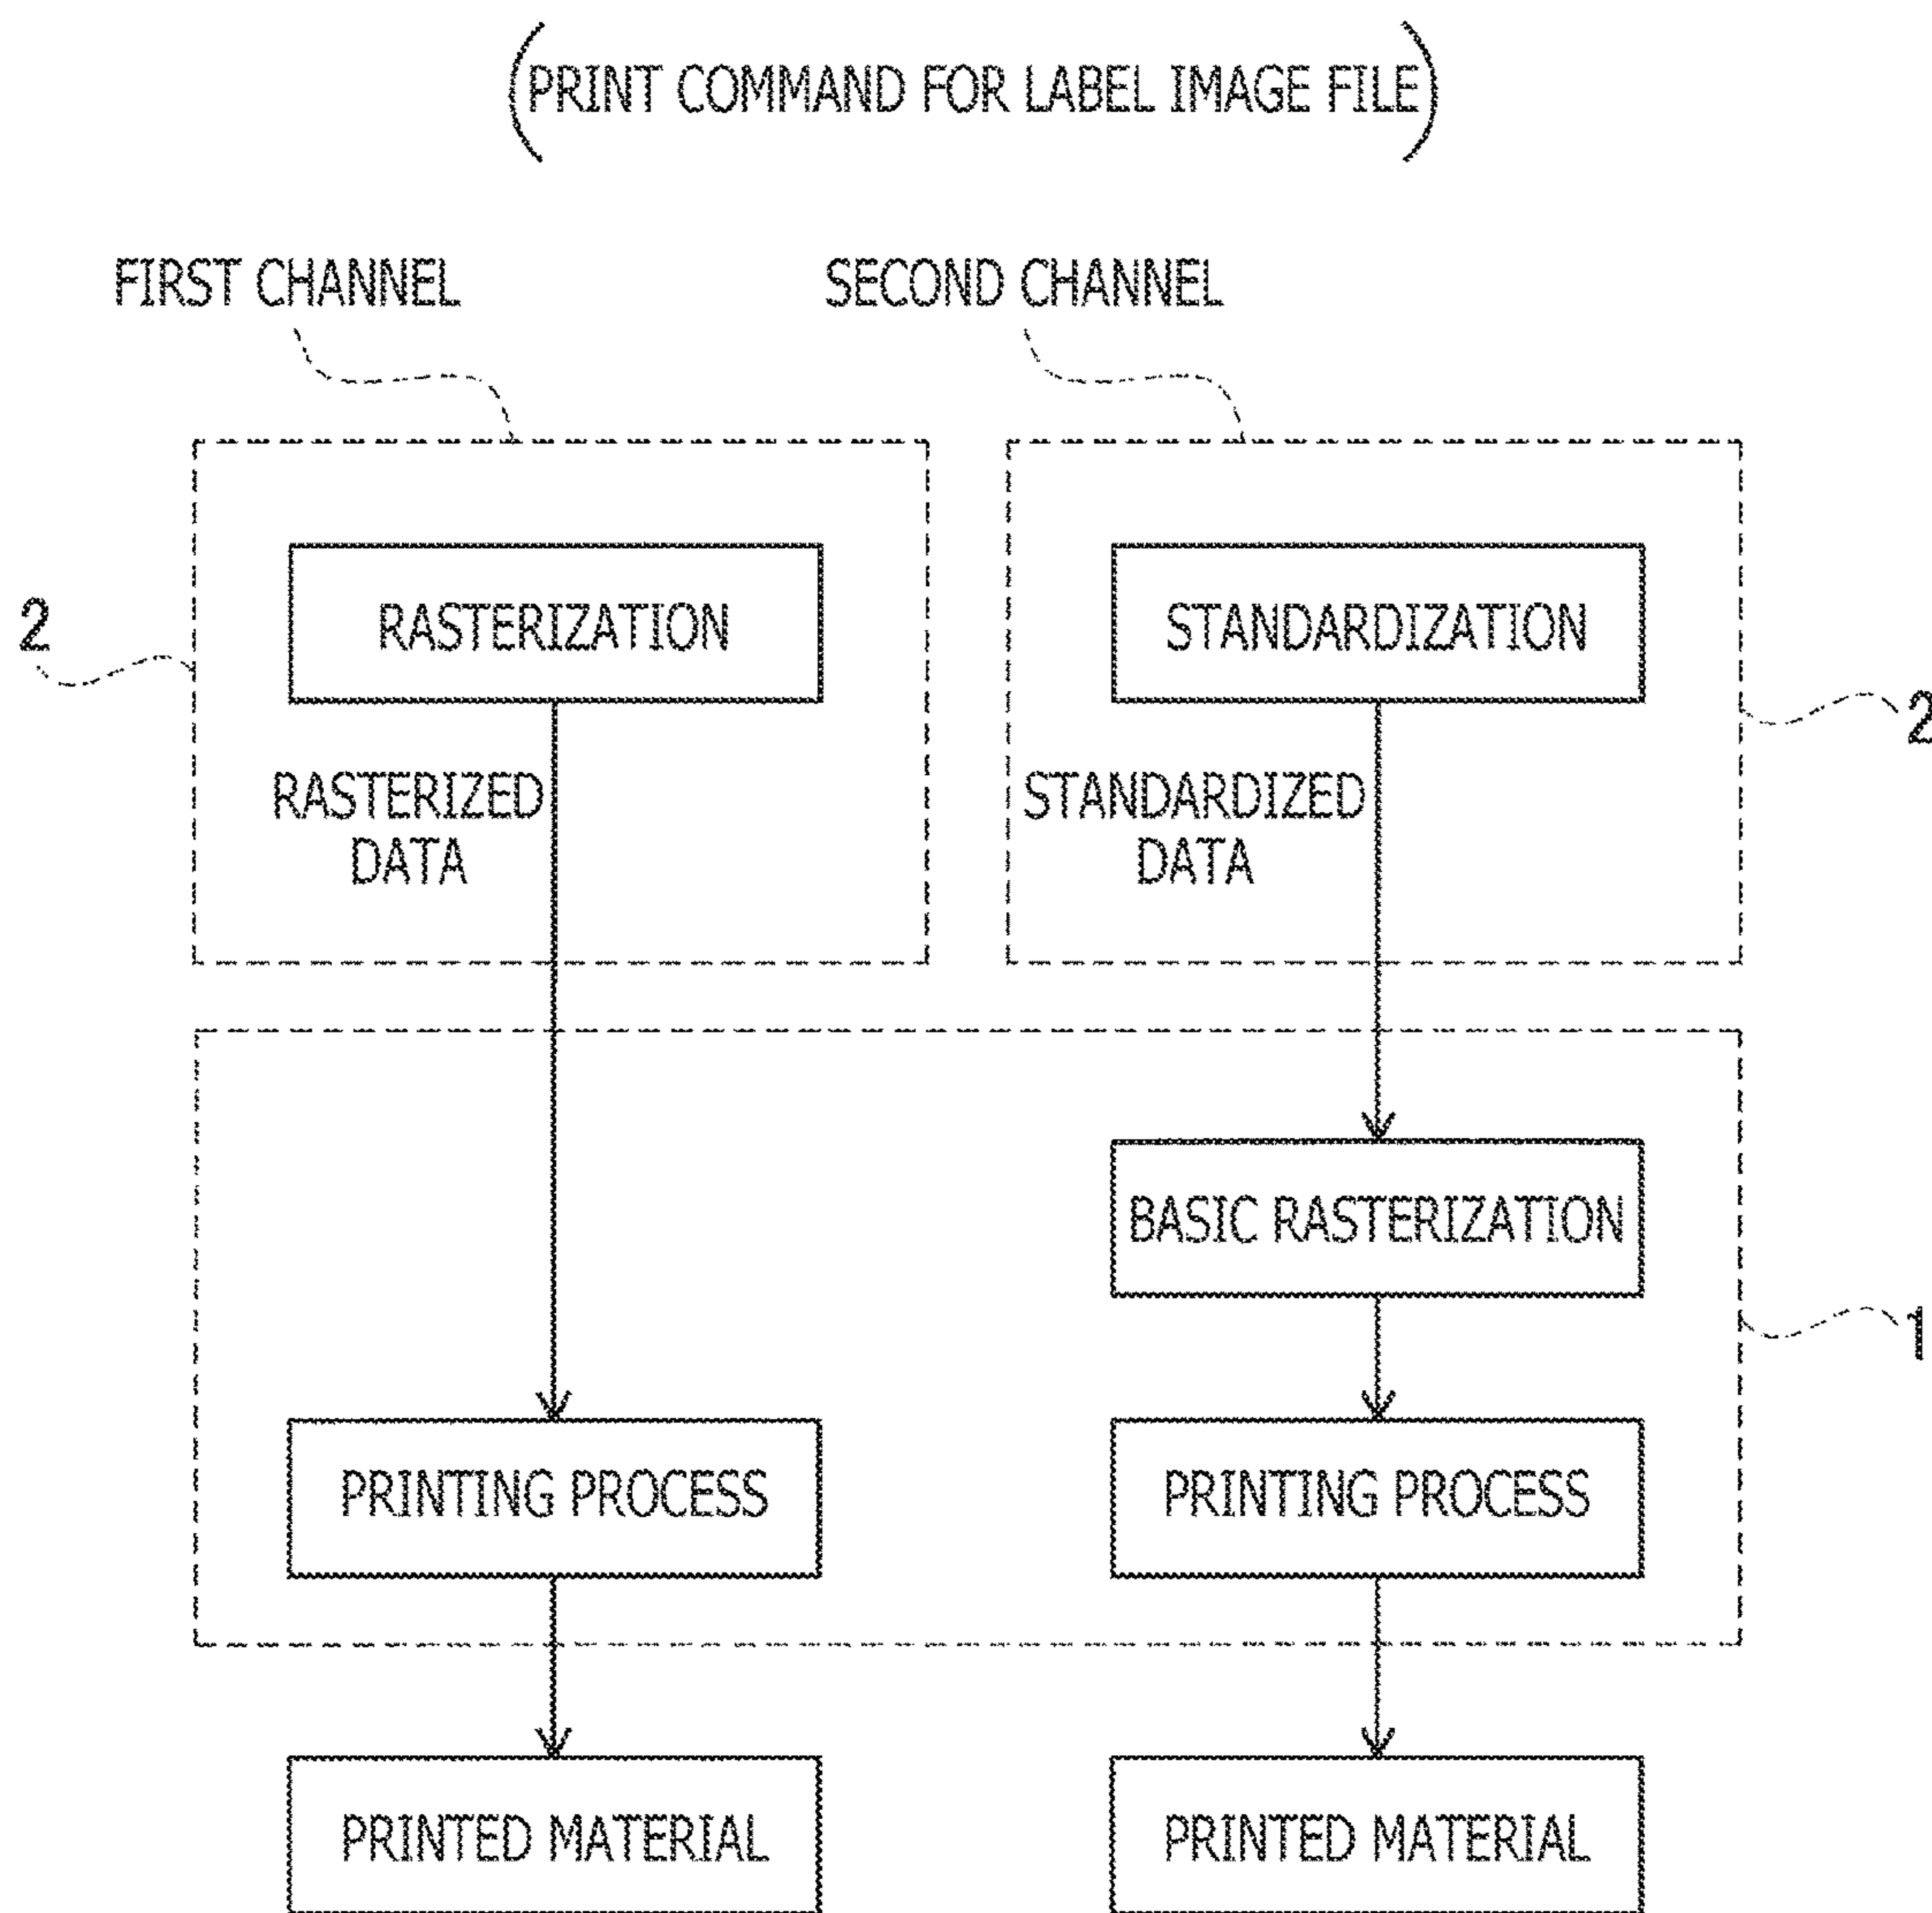 (PRINT COMMAND FOR LABEL IMAGE FILE)
FIRST CHANNEL
SECOND CHANNEL
RASTERIZATION
STANDARDIZATION
2
2
RASTERIZED
DATA
STANDARDIZED
DATA
BASIC RASTERIZATION
1
PRINTING PROCESS
PRINTING PROCESS
PRINTED MATERIAL
PRINTED MATERIAL